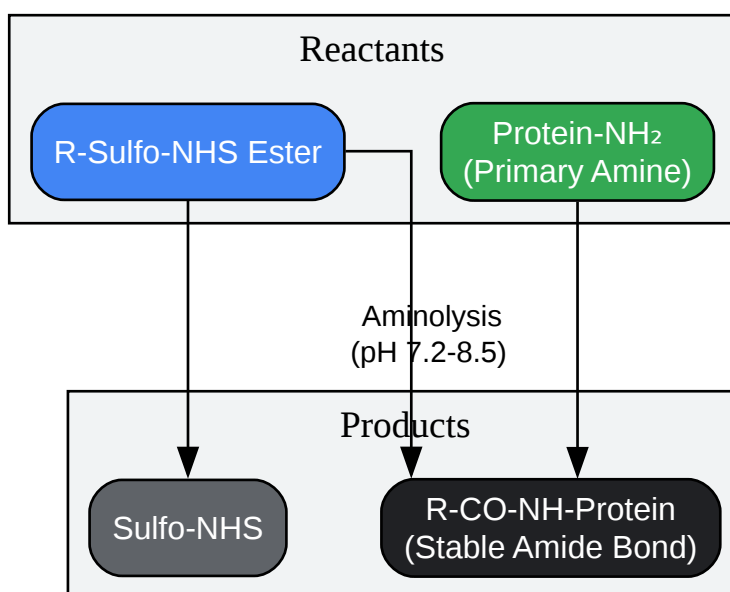 Reactants
R-Sulfo-NHS Ester
Protein-NH₂
(Primary Amine)
Aminolysis
(pH 7.2-8.5)
Products
Sulfo-NHS
R-CO-NH-Protein
(Stable Amide Bond)